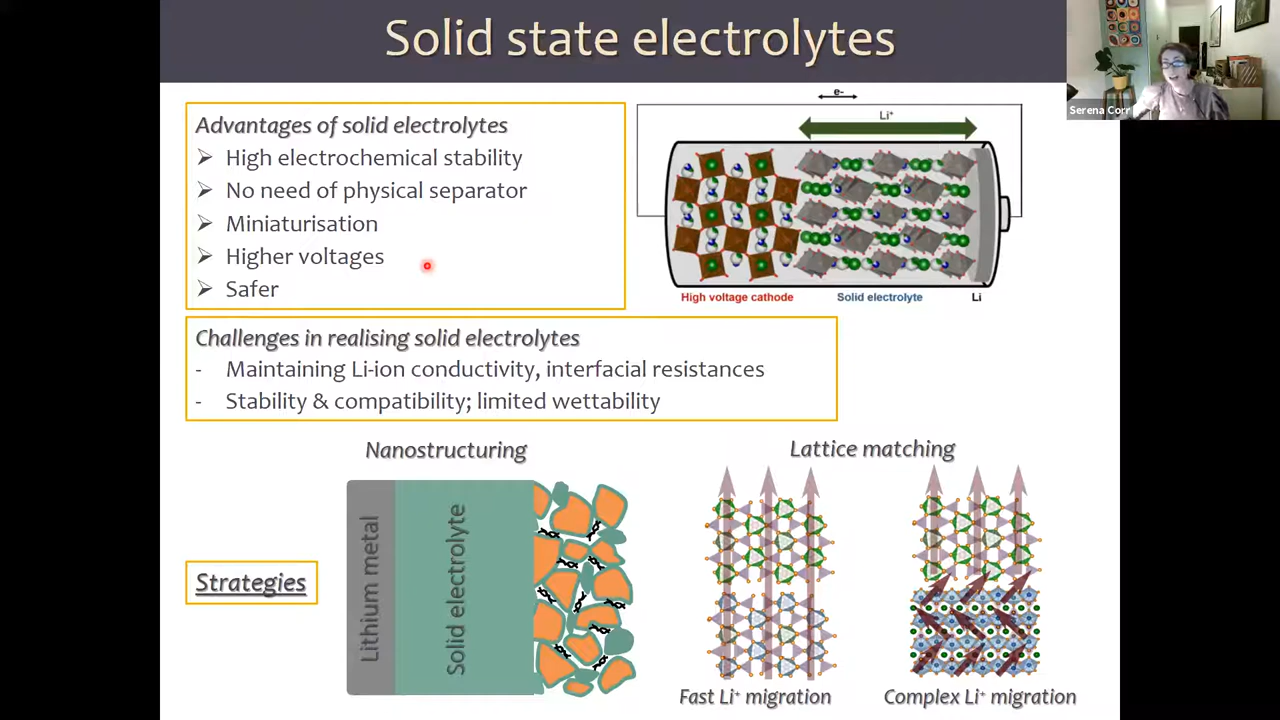 Solid state electrolytes
Serena Corr
Advantages of solid electrolytes
➢ High electrochemical stability
➢ No need of physical separator
➢ Miniaturisation
➢ Higher voltages
➢ Safer
e-
Li⁺
High voltage cathode
Solid electrolyte
Li
Challenges in realising solid electrolytes
- Maintaining Li-ion conductivity, interfacial resistances
- Stability & compatibility; limited wettability
Nanostructuring
Lattice matching
Strategies
Lithium metal
Solid electrolyte
Fast Li⁺ migration
Complex Li⁺ migration